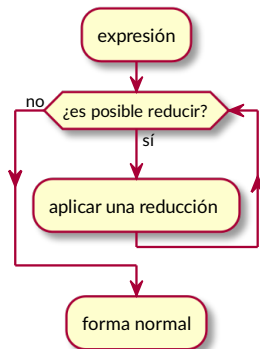 expresión
no
¿es posible reducir?
sí
aplicar una reducción
forma normal